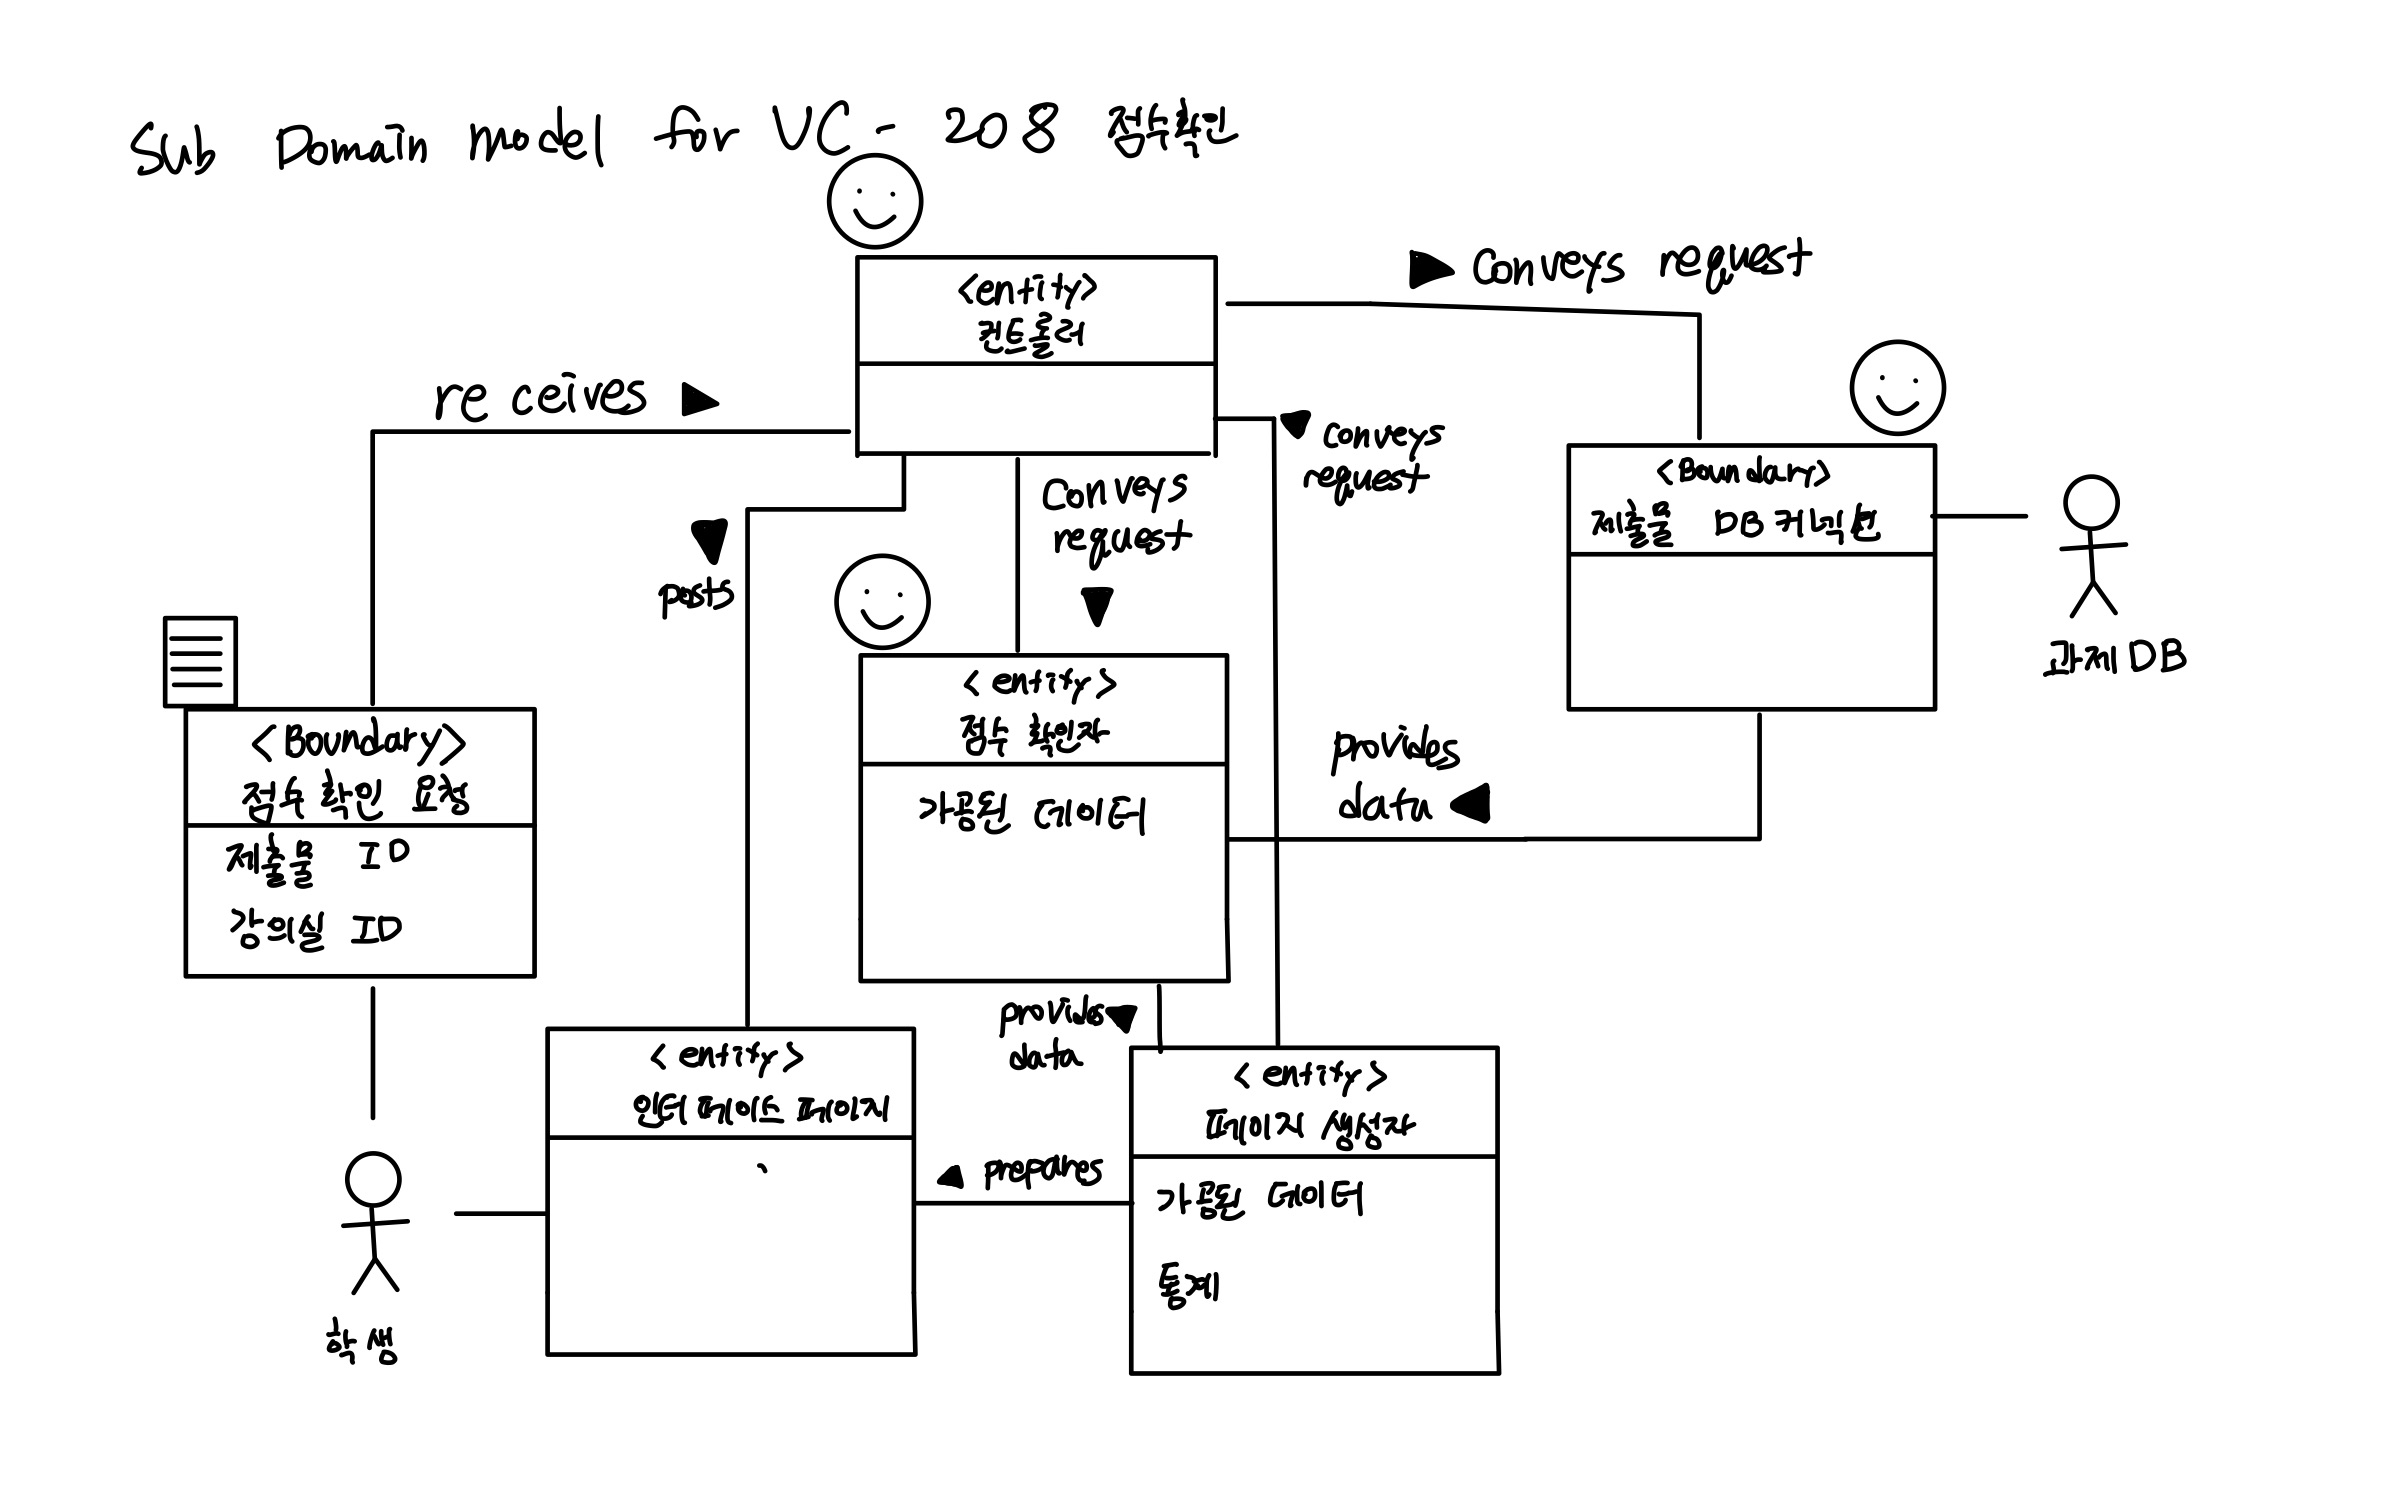 Sub Domain model for UC - 208 점수확인
<entity>
컨트롤러
Conveys request
receives
conveys
request
Conveys
request
posts
<Boundary>
제출물 DB 커넥션
과제 DB
<entity>
점수 확인자
가공된 데이터
<Boundary>
점수 확인 요청
제출물 ID
강의실 ID
provides
data
provides
data
<entity>
인터페이스 페이지
<entity>
페이지 생성자
가공된 데이터
통계
prepares
학생